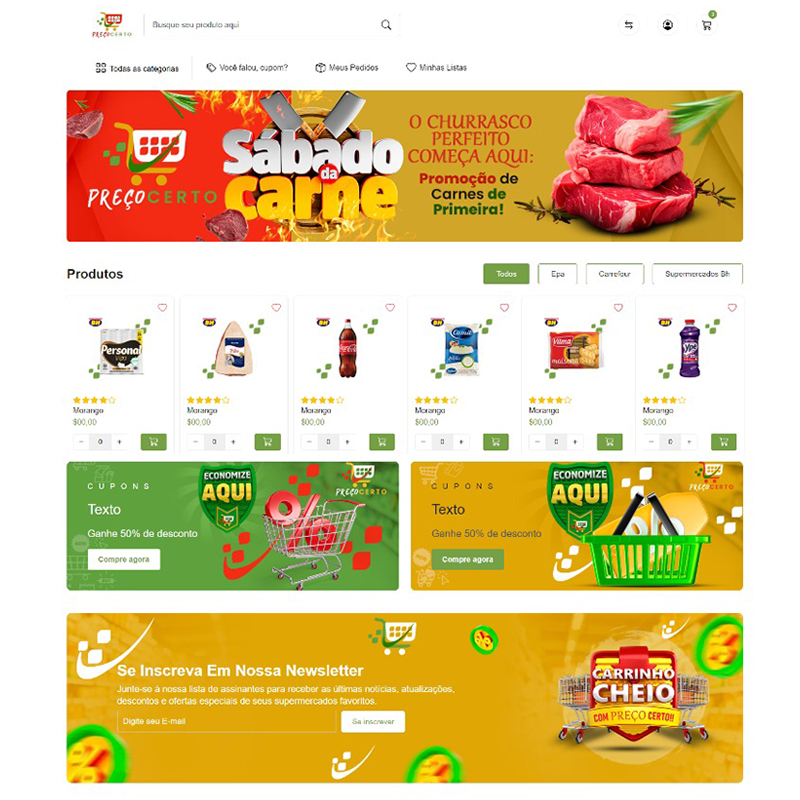 PREÇOCERTO
Busque seu produto aqui
3
Todas as categorias
Você falou, cupom?
Meus Pedidos
Minhas Listas
PREÇOCERTO
Sábado
da
carne
O CHURRASCO
PERFEITO
COMEÇA AQUI:
Promoção de
Carnes de
Primeira!
Produtos
Todos
Epa
Carrefour
Supermercados Bh
BH
Personal
VIP
Morango
$00,00
− 0 +
BH
Morango
$00,00
− 0 +
BH
Coca-Cola
Morango
$00,00
− 0 +
BH
Camil
Morango
$00,00
− 0 +
BH
Vilma
Morango
$00,00
− 0 +
BH
Ypê
Morango
$00,00
− 0 +
CUPONS
Texto
Ganhe 50% de desconto
Compre agora
ECONOMIZE
AQUI
%
PREÇOCERTO
CUPONS
Texto
Ganhe 50% de desconto
Compre agora
ECONOMIZE
AQUI
%
PREÇOCERTO
Se Inscreva Em Nossa Newsletter
Junte-se à nossa lista de assinantes para receber as últimas notícias, atualizações,
descontos e ofertas especiais de seus supermercados favoritos.
Digite seu E-mail
Se inscrever
CARRINHO
CHEIO
COM PREÇO CERTO!!